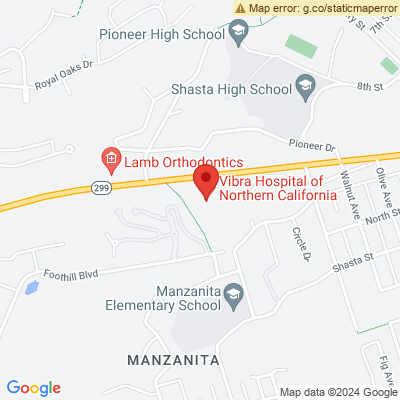 Map error: g.co/staticmaperror
Pioneer High School
7th St
Royal Oaks Dr
Shasta High School
8th St
Pioneer Dr
Lamb Orthodontics
299
Vibra Hospital of
Northern California
Walnut Ave
Olive Ave
North St
Circle Dr
Shasta St
Foothill Blvd
Manzanita
Elementary School
MANZANITA
Fig Ave
Google
Map data ©2024 Google